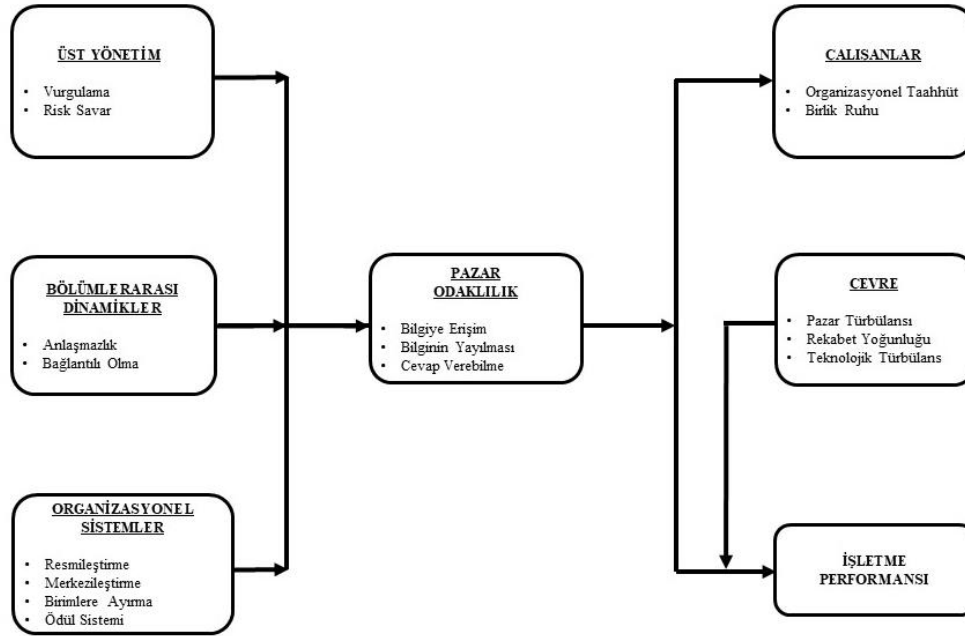 ÜST YÖNETİM
• Vurgulama
• Risk Savar
BÖLÜMLERARASI
DİNAMİKLER
• Anlaşmazlık
• Bağlantılı Olma
ORGANİZASYONEL
SİSTEMLER
• Resmileştirme
• Merkezileştirme
• Birimlere Ayırma
• Ödül Sistemi
PAZAR
ODAKLILIK
• Bilgiye Erişim
• Bilginin Yayılması
• Cevap Verebilme
CALISANLAR
• Organizasyonel Taahhüt
• Birlik Ruhu
CEVRE
• Pazar Türbülansı
• Rekabet Yoğunluğu
• Teknolojik Türbülans
İŞLETME
PERFORMANSI